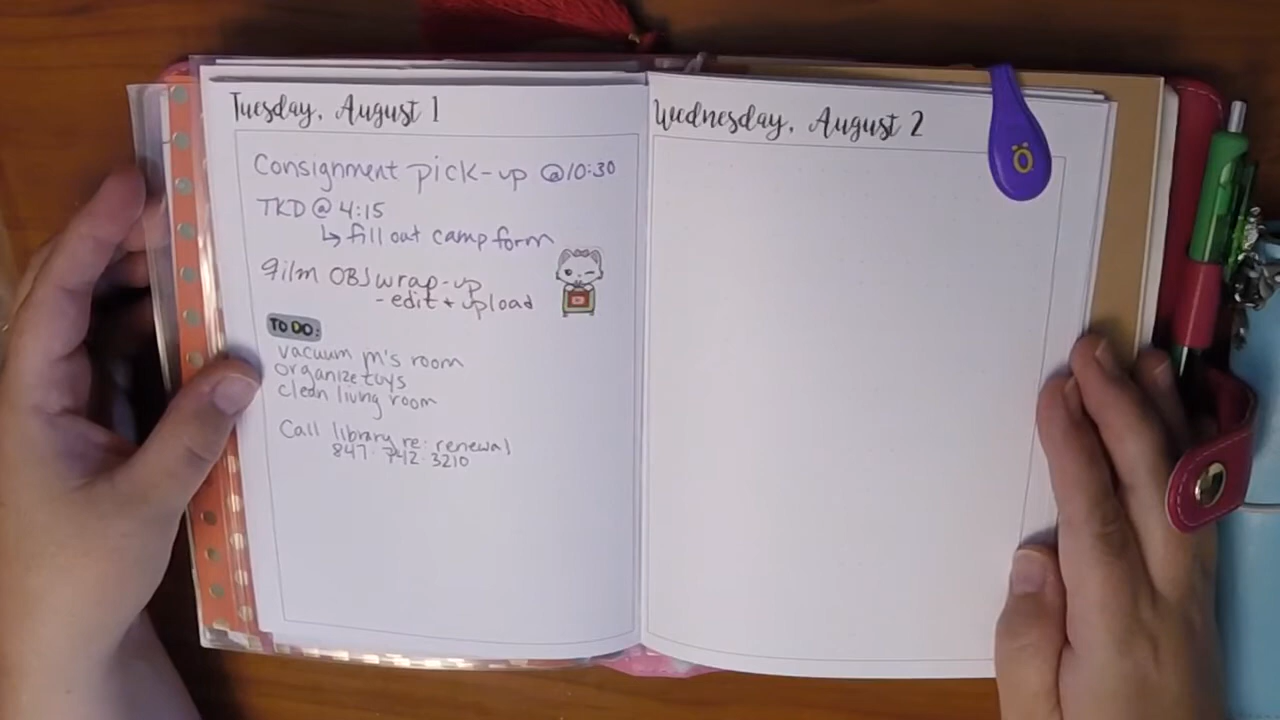 Tuesday, August 1
Consignment pick-up @10:30
TKD @ 4:15
↳ fill out camp form
film OBJ wrap-up
- edit + upload
TO DO:
vacuum m's room
organize toys
clean living room
Call library re: renewal
847·742·3210
Wednesday, August 2
Ö